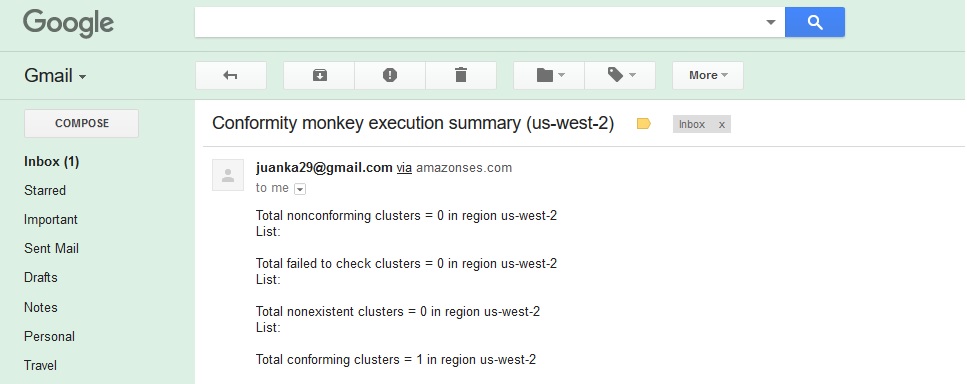 Google
Gmail
More
COMPOSE
Conformity monkey execution summary (us-west-2)
Inbox x
Inbox (1)
Starred
Important
Sent Mail
Drafts
Notes
Personal
Travel
juanka29@gmail.com via amazonses.com
to me
Total nonconforming clusters = 0 in region us-west-2
List:
Total failed to check clusters = 0 in region us-west-2
List:
Total nonexistent clusters = 0 in region us-west-2
List:
Total conforming clusters = 1 in region us-west-2